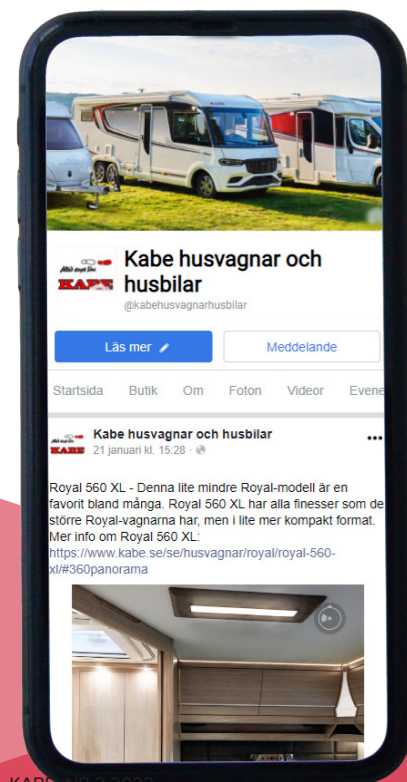 Kabe husvagnar och
husbilar
KABE
@kabehusvagnarhusbilar
Läs mer
Meddelande
Startsida Butik Om Foton Videor Evene
Kabe husvagnar och husbilar
KABE
21 januari kl. 15:28 ·
Royal 560 XL - Denna lite mindre Royal-modell är en
favorit bland många. Royal 560 XL har alla finesser som de
större Royal-vagnarna har, men i lite mer kompakt format.
Mer info om Royal 560 XL:
https://www.kabe.se/se/husvagnar/royal/royal-560-
xl/#360panorama